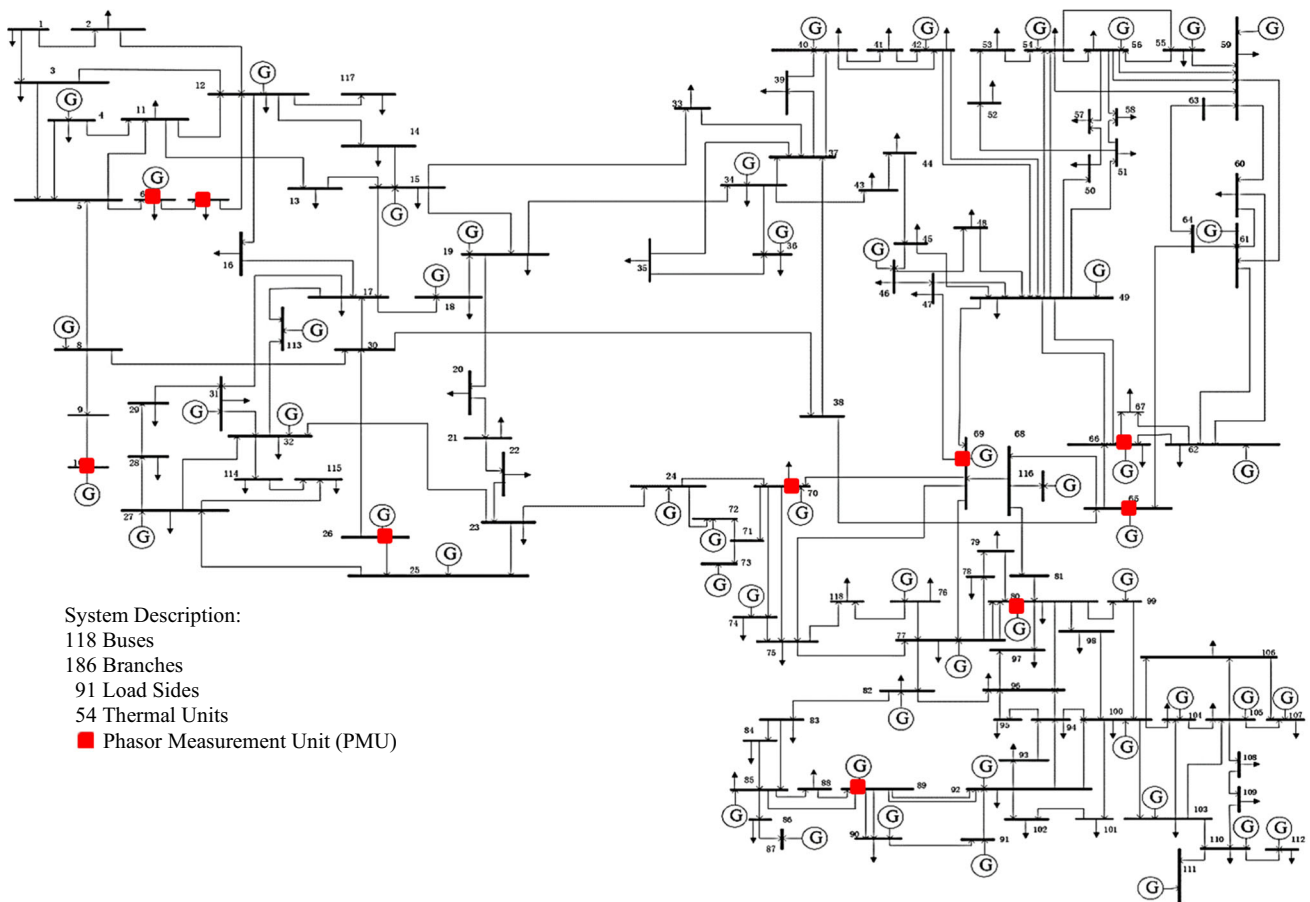 G G G G G
1 2 40 41 42 53 54 56 55 59
3 G 12 117
G 39 63
4 11 33 52 57 58
14 37 44 51
G G 34 43 50 60
6 13 15 G 64
5 G 36 48 G 61
19 G 45
16 35 G
G G 46 47 G 49
17 18
G G 113
8 30
20
29 31 38
9 G G 67
32 21 69 68 66
28 22 G G 62 G
114 115 24 70 116 G
G G G 65
27 G 23 72 G G
G 26 71 79
G 73 78 81
25 G G 80 G
G 118 76 99
74 G
System Description: 75 77 98
118 Buses G 97 106
186 Branches 82 96
91 Load Sides G G G G
54 Thermal Units 83 95 94 100 104 105 107
Phasor Measurement Unit (PMU) 84 G
93 108
G G
85 88 89 92 109
G G G 103 G G
86 102 101
87 G 90 91 110 112
G 111
G